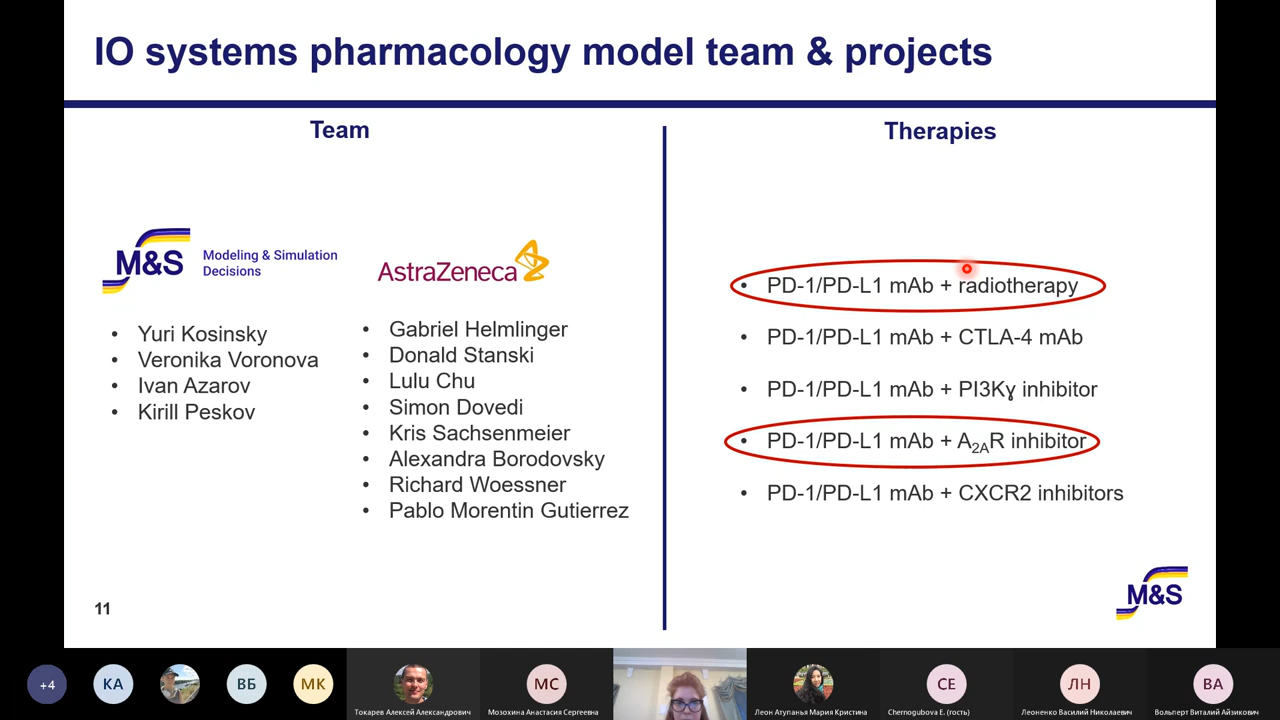 IO systems pharmacology model team & projects
Team
M&S
Modeling & Simulation
Decisions
AstraZeneca
• Yuri Kosinsky
• Veronika Voronova
• Ivan Azarov
• Kirill Peskov
• Gabriel Helmlinger
• Donald Stanski
• Lulu Chu
• Simon Dovedi
• Kris Sachsenmeier
• Alexandra Borodovsky
• Richard Woessner
• Pablo Morentin Gutierrez
Therapies
• PD-1/PD-L1 mAb + radiotherapy
• PD-1/PD-L1 mAb + CTLA-4 mAb
• PD-1/PD-L1 mAb + PI3Kɣ inhibitor
• PD-1/PD-L1 mAb + A2AR inhibitor
• PD-1/PD-L1 mAb + CXCR2 inhibitors
11
M&S
+4
КА
ВБ
МК
Токарев Алексей Александрович
МС
Мозохина Анастасия Сергеевна
Леон Атупанья Мария Кристина
CE
Chernogubova E. (гость)
ЛН
Леоненко Василий Николаевич
ВА
Вольперт Виталий Айзикович